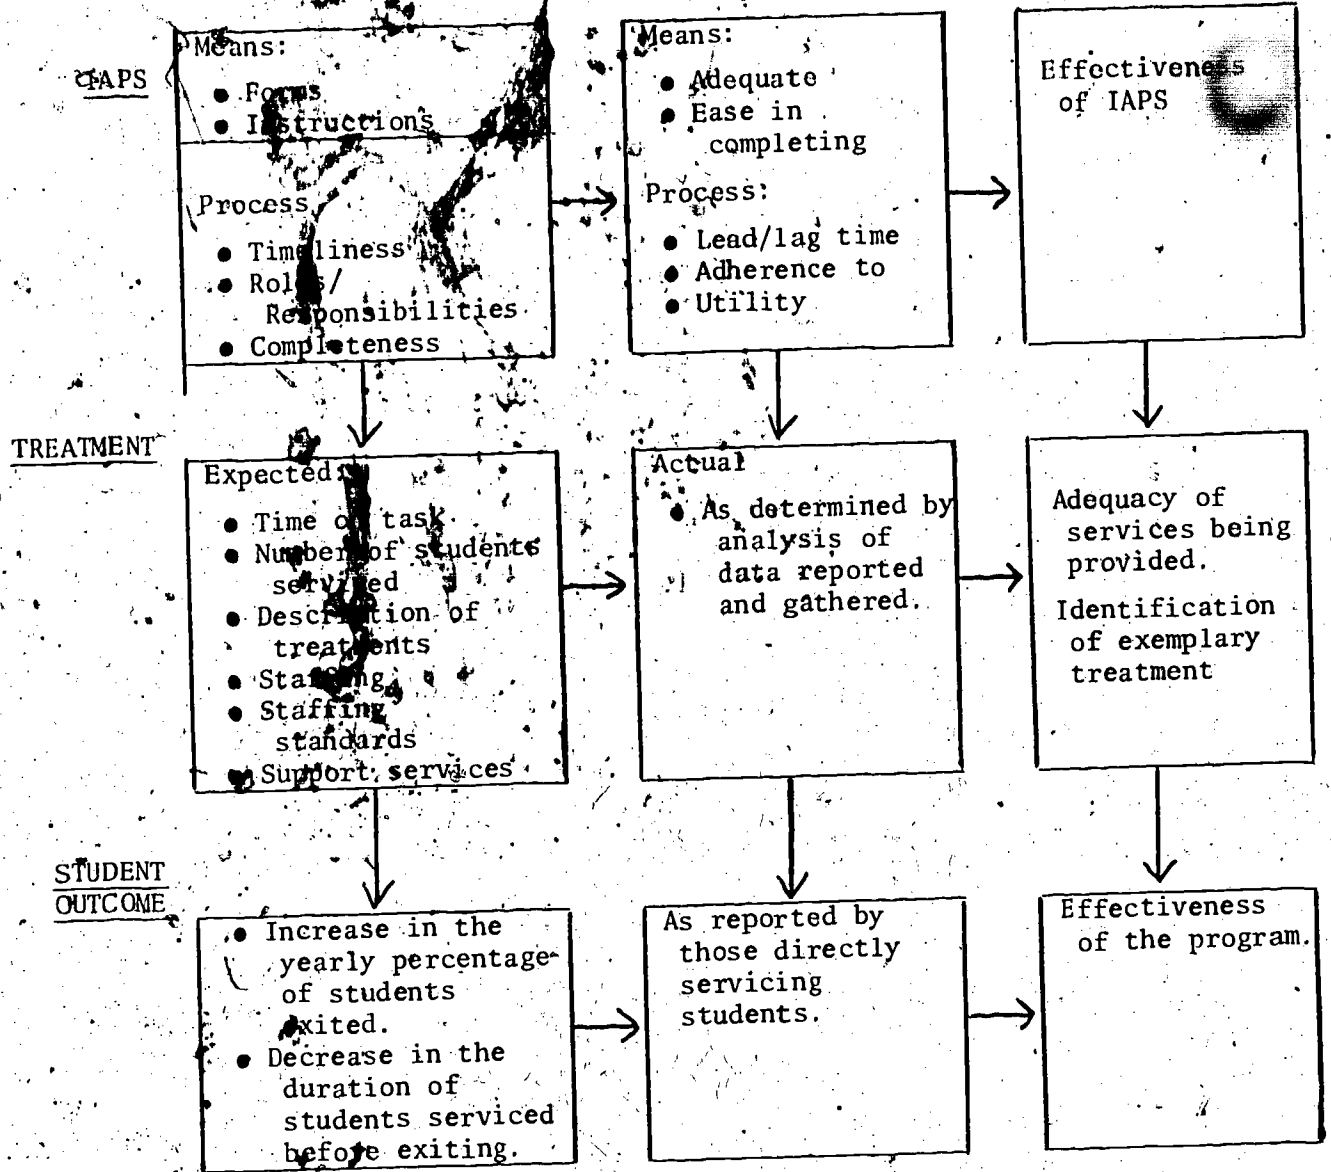 IAPS
Means:
● Forms
● Instructions
Process
● Timeliness
● Roles/
Responsibilities
● Completeness
Means:
● Adequate
● Ease in
completing
Process:
● Lead/lag time
● Adherence to
● Utility
Effectiveness
of IAPS
TREATMENT
Expected:
● Time on task
● Number of students
serviced
● Description of
treatments
● Staffing
● Staffing
standards
● Support services
Actual
● As determined by
analysis of
data reported
and gathered.
Adequacy of
services being
provided.
Identification
of exemplary
treatment
STUDENT
OUTCOME
● Increase in the
yearly percentage
of students
exited.
● Decrease in the
duration of
students serviced
before exiting.
As reported by
those directly
servicing
students.
Effectiveness
of the program.